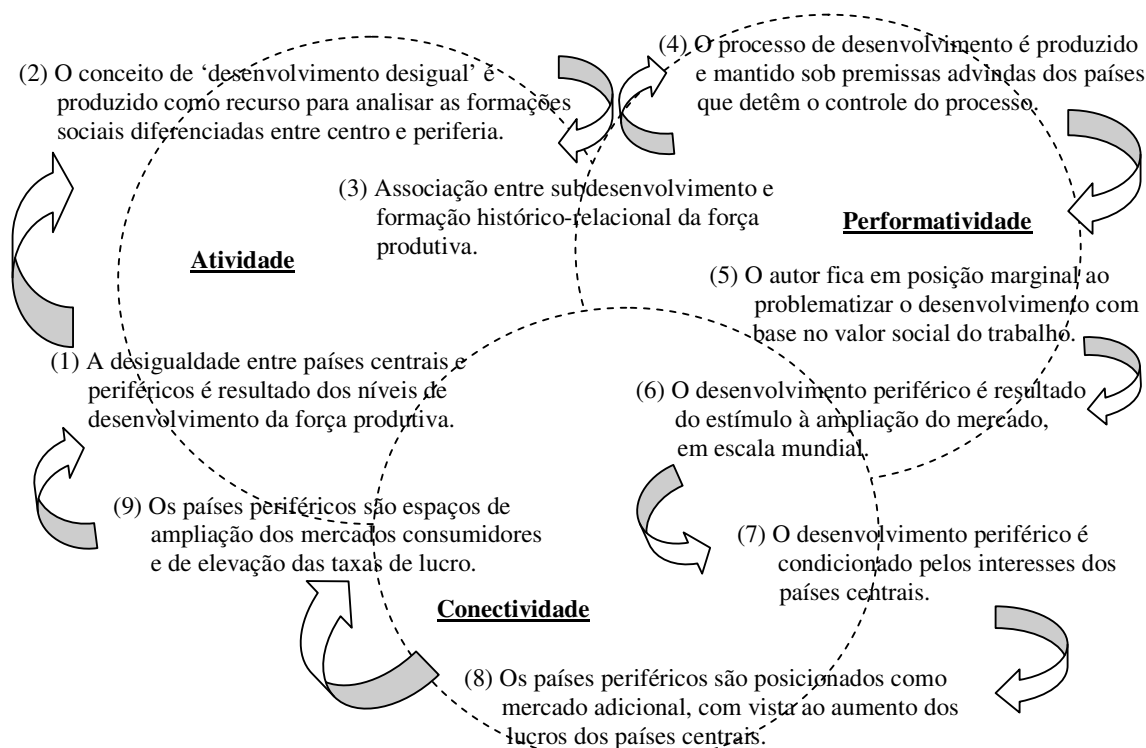 (4) O processo de desenvolvimento é produzido
e mantido sob premissas advindas dos países
que detêm o controle do processo.
(2) O conceito de ‘desenvolvimento desigual’ é
produzido como recurso para analisar as formações
sociais diferenciadas entre centro e periferia.
(3) Associação entre subdesenvolvimento e
formação histórico-relacional da força
produtiva.
Performatividade
Atividade
(5) O autor fica em posição marginal ao
problematizar o desenvolvimento com
base no valor social do trabalho.
(1) A desigualdade entre países centrais e
periféricos é resultado dos níveis de
desenvolvimento da força produtiva.
(6) O desenvolvimento periférico é resultado
do estímulo à ampliação do mercado,
em escala mundial.
(9) Os países periféricos são espaços de
ampliação dos mercados consumidores
e de elevação das taxas de lucro.
(7) O desenvolvimento periférico é
condicionado pelos interesses dos
países centrais.
Conectividade
(8) Os países periféricos são posicionados como
mercado adicional, com vista ao aumento dos
lucros dos países centrais.